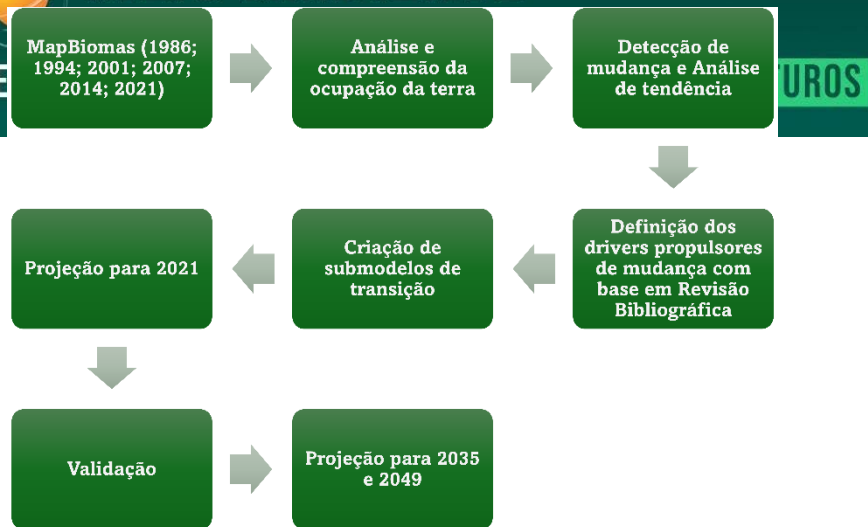 MapBiomas (1986;
1994; 2001; 2007;
2014; 2021)
Análise e
compreensão da
ocupação da terra
Detecção de
mudança e Análise
de tendência
UROS
Definição dos
drivers propulsores
de mudança com
base em Revisão
Bibliográfica
Criação de
submodelos de
transição
Projeção para 2021
Validação
Projeção para 2035
e 2049